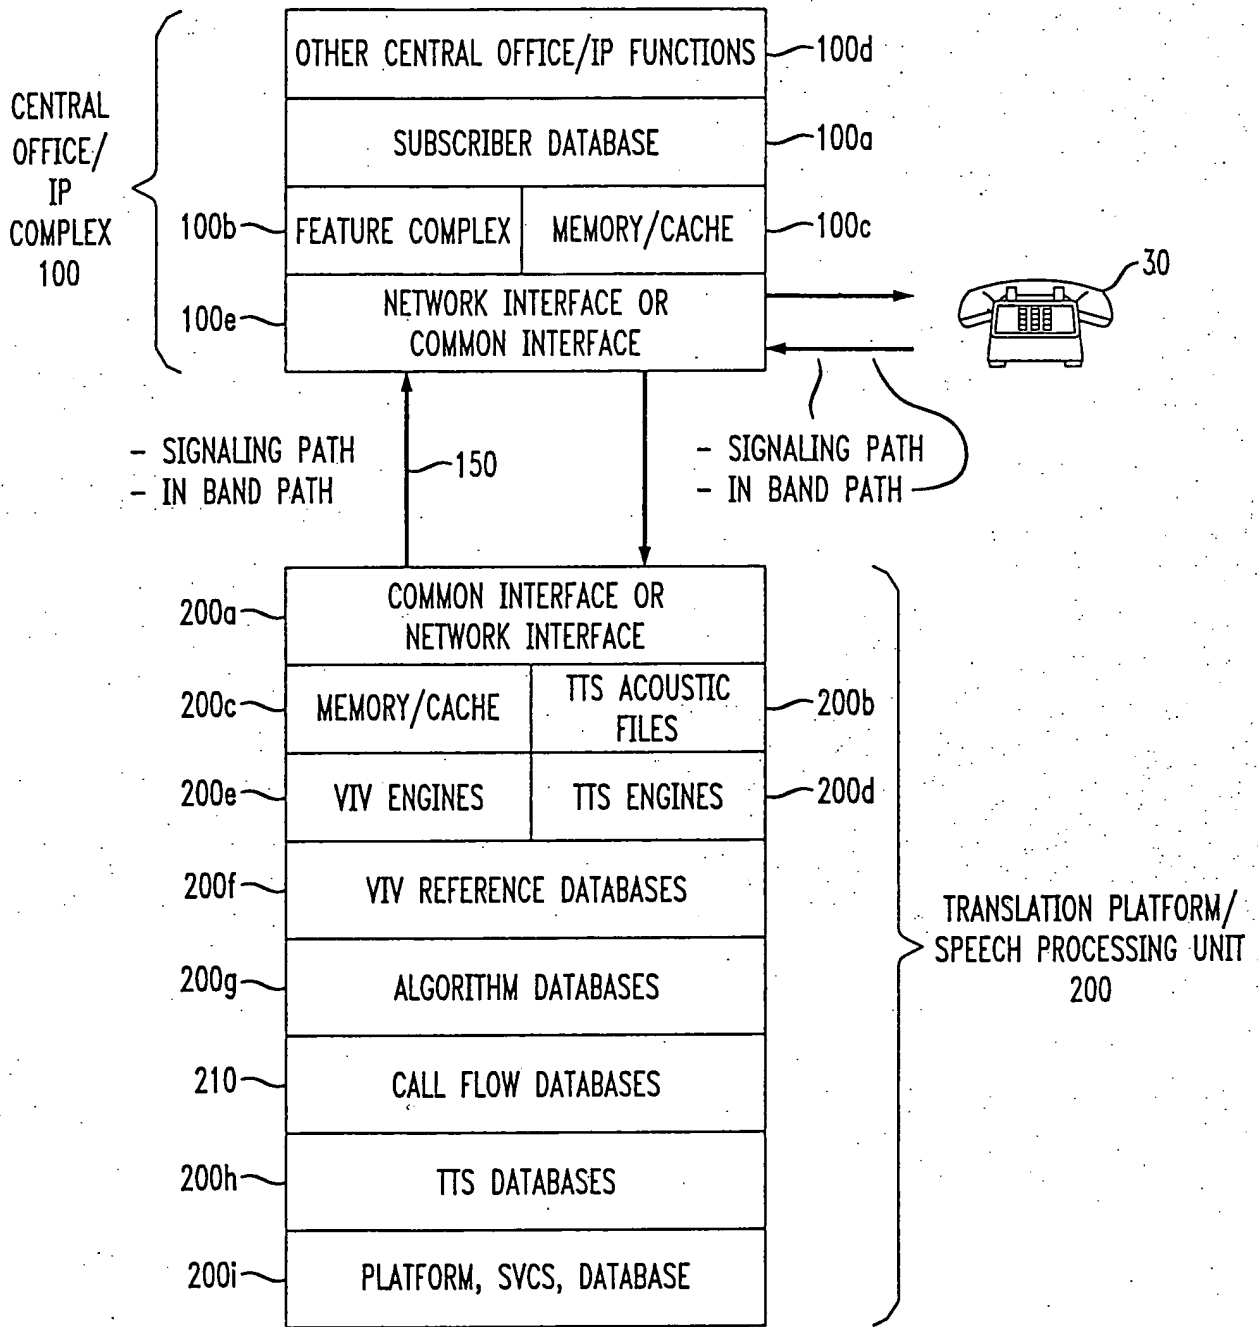 OTHER CENTRAL OFFICE/IP FUNCTIONS
100d
CENTRAL
OFFICE/
IP
COMPLEX
100
SUBSCRIBER DATABASE
100a
100b
FEATURE COMPLEX
MEMORY/CACHE
100c
100e
NETWORK INTERFACE OR
COMMON INTERFACE
30
- SIGNALING PATH
- IN BAND PATH
150
- SIGNALING PATH
- IN BAND PATH
200a
COMMON INTERFACE OR
NETWORK INTERFACE
200c
MEMORY/CACHE
TTS ACOUSTIC
FILES
200b
200e
VIV ENGINES
TTS ENGINES
200d
200f
VIV REFERENCE DATABASES
200g
ALGORITHM DATABASES
210
CALL FLOW DATABASES
200h
TTS DATABASES
200i
PLATFORM, SVCS, DATABASE
TRANSLATION PLATFORM/
SPEECH PROCESSING UNIT
200